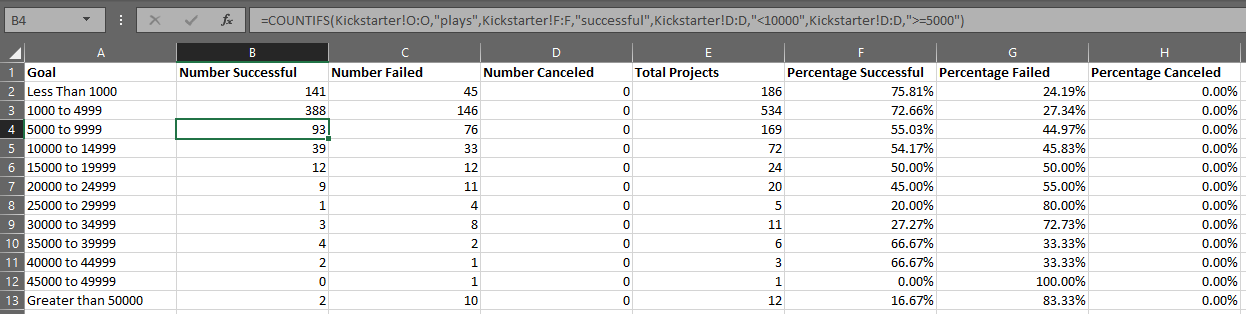 B4 fx =COUNTIFS(Kickstarter!O:O,"plays",Kickstarter!F:F,"successful",Kickstarter!D:D,"<10000",Kickstarter!D:D,">=5000")
A B C D E F G H
1 Goal Number Successful Number Failed Number Canceled Total Projects Percentage Successful Percentage Failed Percentage Canceled
2 Less Than 1000 141 45 0 186 75.81% 24.19% 0.00%
3 1000 to 4999 388 146 0 534 72.66% 27.34% 0.00%
4 5000 to 9999 93 76 0 169 55.03% 44.97% 0.00%
5 10000 to 14999 39 33 0 72 54.17% 45.83% 0.00%
6 15000 to 19999 12 12 0 24 50.00% 50.00% 0.00%
7 20000 to 24999 9 11 0 20 45.00% 55.00% 0.00%
8 25000 to 29999 1 4 0 5 20.00% 80.00% 0.00%
9 30000 to 34999 3 8 0 11 27.27% 72.73% 0.00%
10 35000 to 39999 4 2 0 6 66.67% 33.33% 0.00%
11 40000 to 44999 2 1 0 3 66.67% 33.33% 0.00%
12 45000 to 49999 0 1 0 1 0.00% 100.00% 0.00%
13 Greater than 50000 2 10 0 12 16.67% 83.33% 0.00%